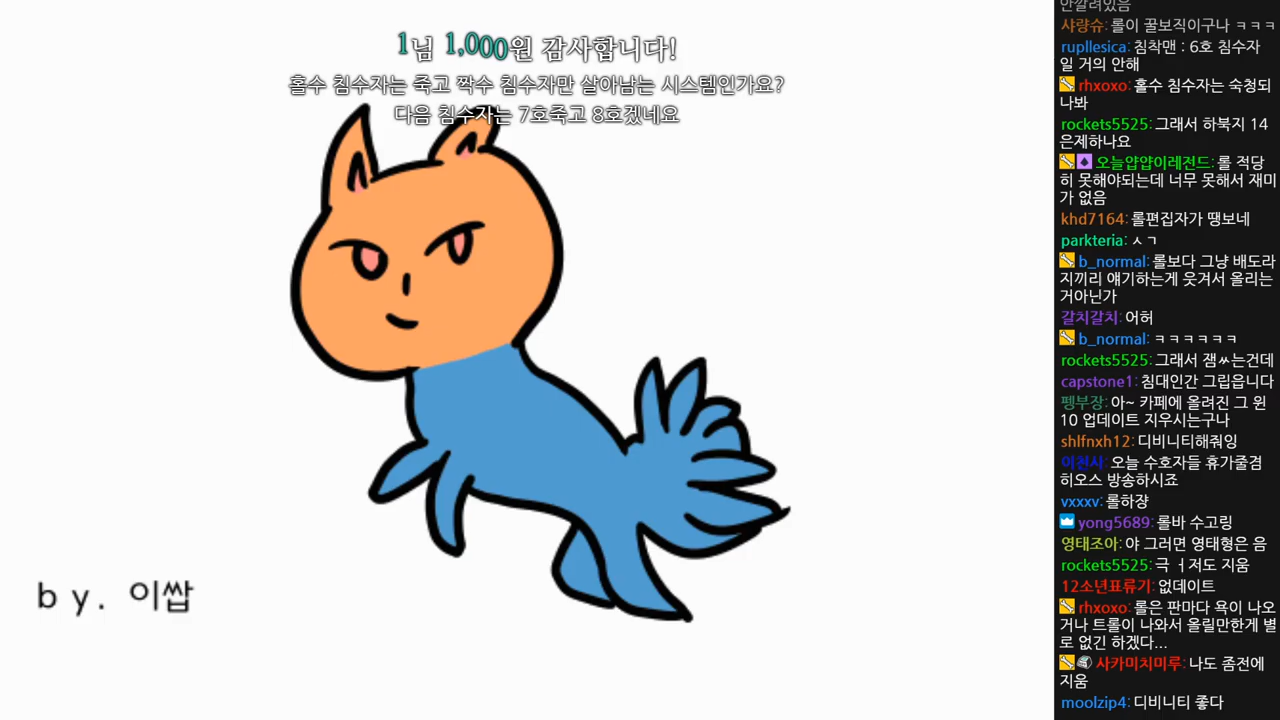 1님 1,000원 감사합니다!
홀수 침수자는 죽고 짝수 침수자만 살아남는 시스템인가요?
다음 침수자는 7호죽고 8호겠네요
by. 이쌉
안깔려있음
샤량슈: 롤이 꿀보직이구나 ㅋㅋㅋ
rupllesica: 침착맨 : 6호 침수자
일 거의 안해
rhxoxo: 홀수 침수자는 숙청되
나봐
rockets5525: 그래서 하북지 14
은제하나요
오늘얍얍이레젼드: 롤 적당
히 못해야되는데 너무 못해서 재미
가 없음
khd7164: 롤편집자가 땡보네
parkteria: ㅅㄱ
b_normal: 롤보다 그냥 배도라
지끼리 얘기하는게 웃겨서 올리는
거아닌가
갈치갈치: 어허
b_normal: ㅋㅋㅋㅋㅋㅋ
rockets5525: 그래서 잼ㅆ는건데
capstone1: 침대인간 그립읍니다
펭부장: 아~ 카페에 올려진 그 윈
10 업데이트 지우시는구나
shlfnxh12: 디비니티해줘잉
이천사: 오늘 수호자들 휴가줄겸
히오스 방송하시죠
vxxxv: 롤하쟝
yong5689: 롤바 수고링
영태조아: 야 그러면 영태형은 음
rockets5525: 극 ㅓ저도 지움
12소년표류기: 없데이트
rhxoxo: 롤은 판마다 욕이 나오
거나 트롤이 나와서 올릴만한게 별
로 없긴 하겠다...
사카미치미루: 나도 좀전에
지움
moolzip4: 디비니티 좋다